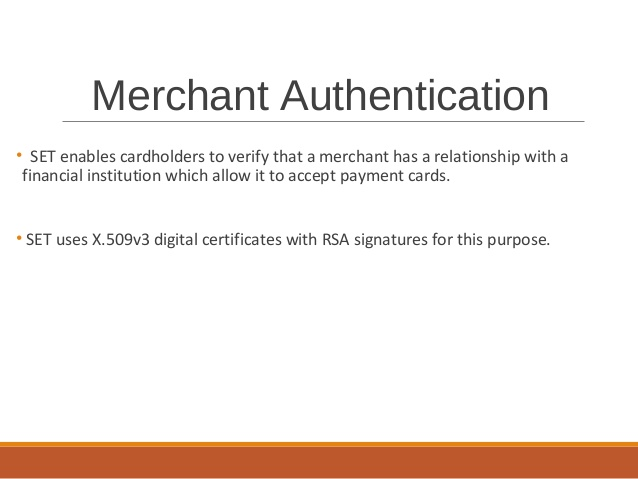 Merchant Authentication
• SET enables cardholders to verify that a merchant has a relationship with a
financial institution which allow it to accept payment cards.
• SET uses X.509v3 digital certificates with RSA signatures for this purpose.